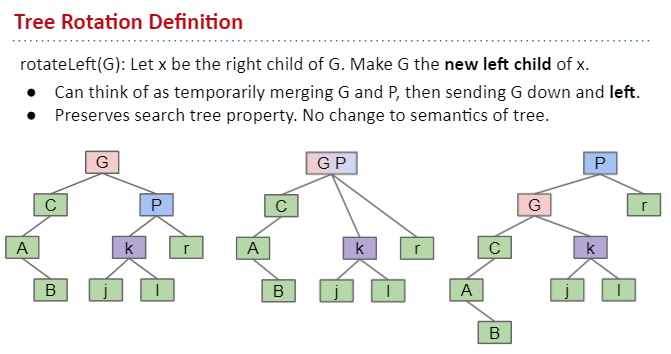 Tree Rotation Definition
rotateLeft(G): Let x be the right child of G. Make G the new left child of x.
● Can think of as temporarily merging G and P, then sending G down and left.
● Preserves search tree property. No change to semantics of tree.
G
C P
A k r
B j l
G P
C
A k r
B j l
P
G r
C k
A j l
B